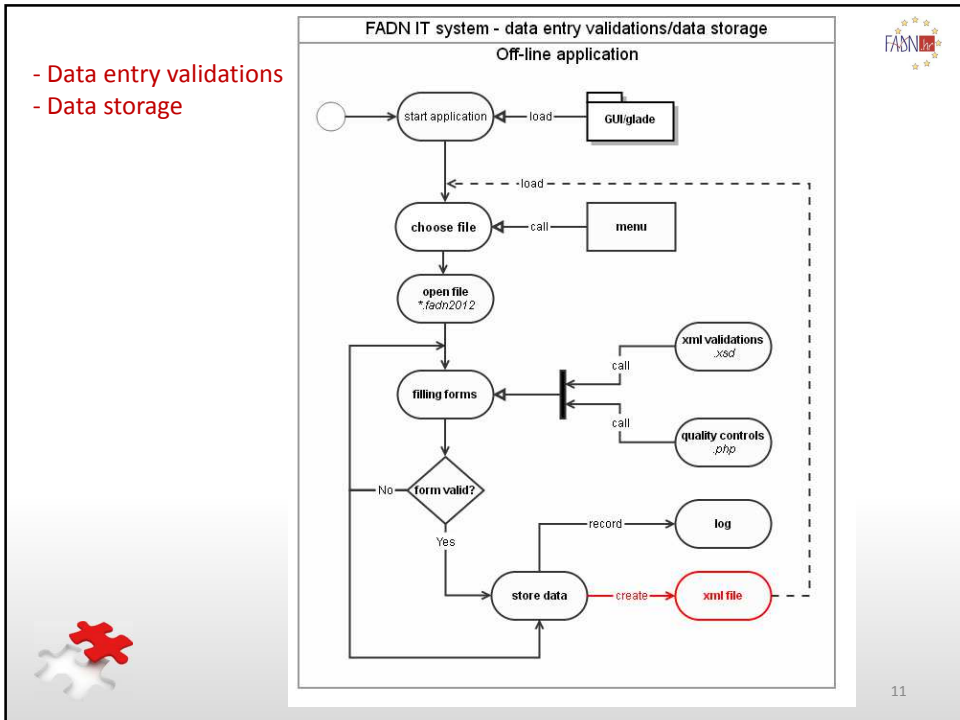 FADN IT system - data entry validations/data storage
Off-line application
FADN hr
- Data entry validations
- Data storage
start application
load
GUI/glade
load
choose file
call
menu
open file
*.fadn2012
xml validations
.xsd
call
filling forms
call
quality controls
.php
No
form valid?
Yes
record
log
store data
create
xml file
11